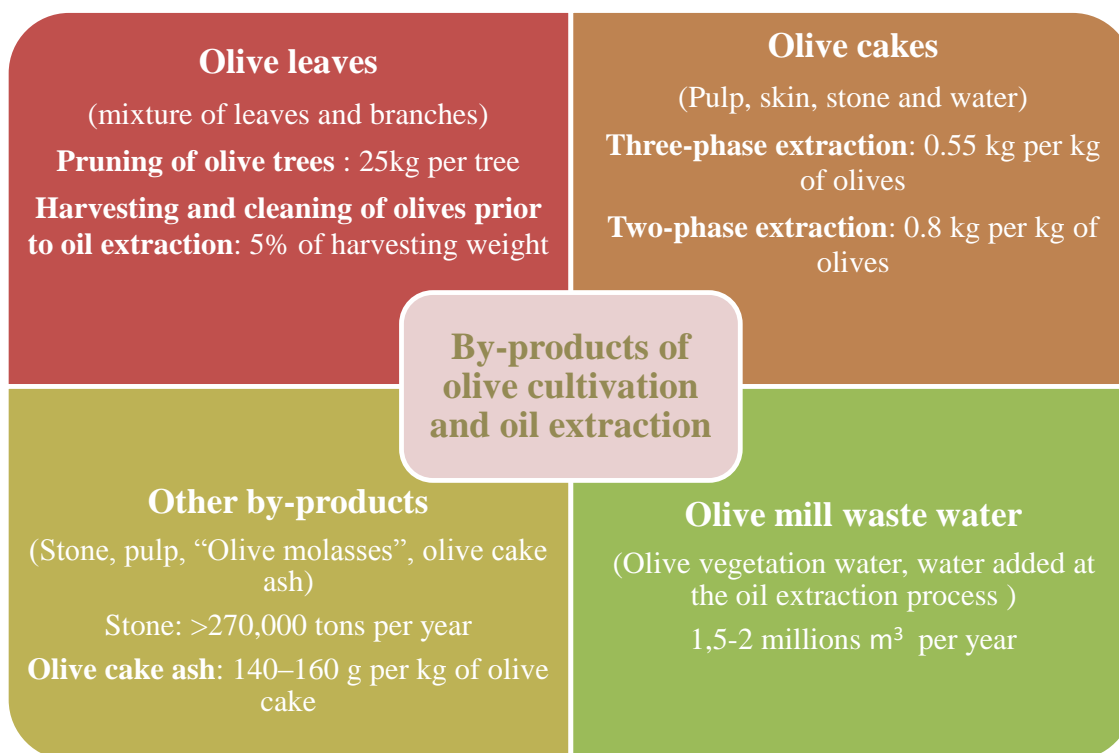 Olive leaves
(mixture of leaves and branches)
Pruning of olive trees : 25kg per tree
Harvesting and cleaning of olives prior
to oil extraction: 5% of harvesting weight
Olive cakes
(Pulp, skin, stone and water)
Three-phase extraction: 0.55 kg per kg
of olives
Two-phase extraction: 0.8 kg per kg of
olives
By-products of
olive cultivation
and oil extraction
Other by-products
(Stone, pulp, “Olive molasses”, olive cake
ash)
Stone: >270,000 tons per year
Olive cake ash: 140–160 g per kg of olive
cake
Olive mill waste water
(Olive vegetation water, water added at
the oil extraction process )
1,5-2 millions m³ per year